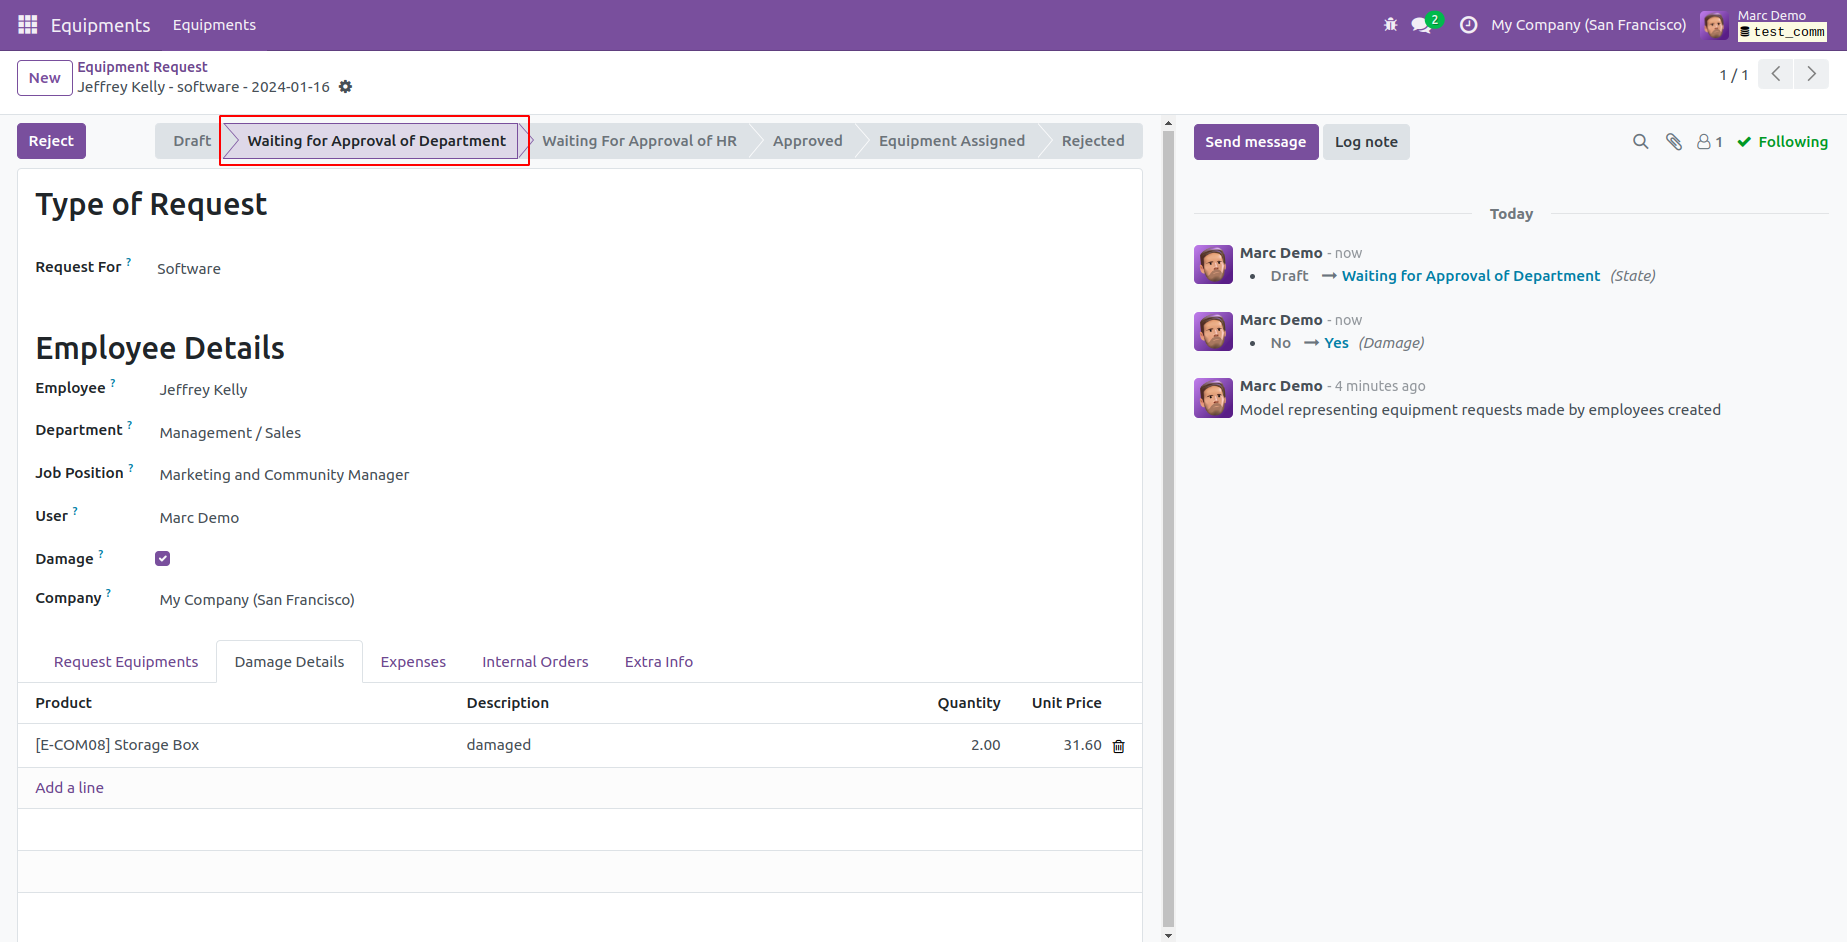 Equipments Equipments 2 My Company (San Francisco) Marc Demo
test_comm
New Equipment Request
Jeffrey Kelly - software - 2024-01-16
1 / 1
Reject Draft Waiting for Approval of Department Waiting For Approval of HR Approved Equipment Assigned Rejected
Type of Request
Request For ? Software
Employee Details
Employee ? Jeffrey Kelly
Department ? Management / Sales
Job Position ? Marketing and Community Manager
User ? Marc Demo
Damage ?
Company ? My Company (San Francisco)
Request Equipments Damage Details Expenses Internal Orders Extra Info
Product Description Quantity Unit Price
[E-COM08] Storage Box damaged 2.00 31.60
Add a line
Send message Log note 1 Following
Today
Marc Demo - now
• Draft → Waiting for Approval of Department (State)
Marc Demo - now
• No → Yes (Damage)
Marc Demo - 4 minutes ago
Model representing equipment requests made by employees created